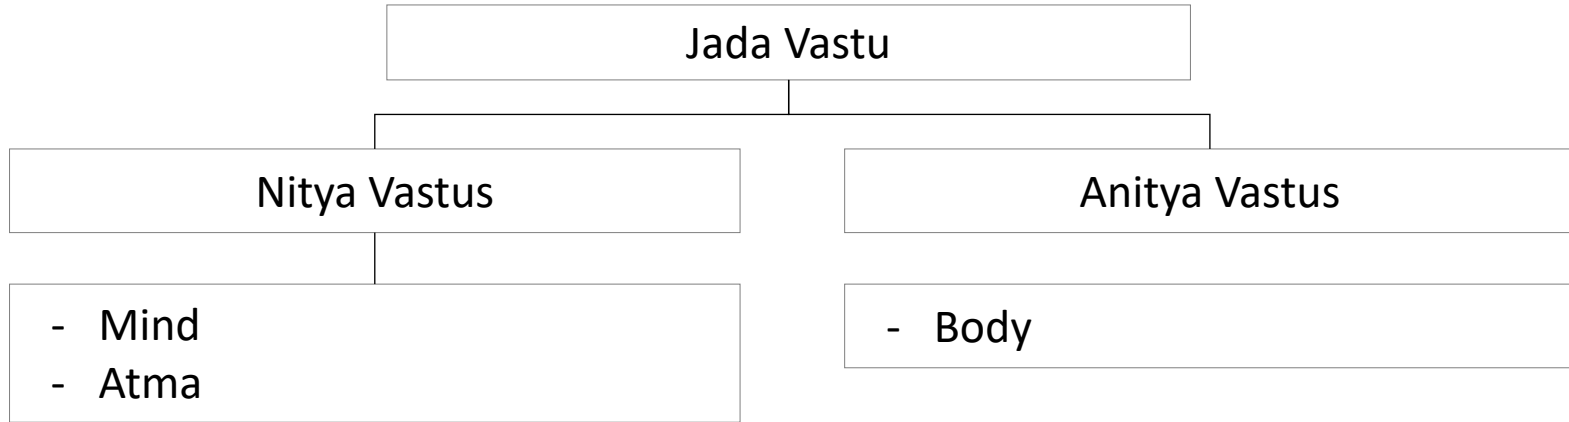 Jada Vastu
Nitya Vastus
Anitya Vastus
- Mind
- Atma
- Body